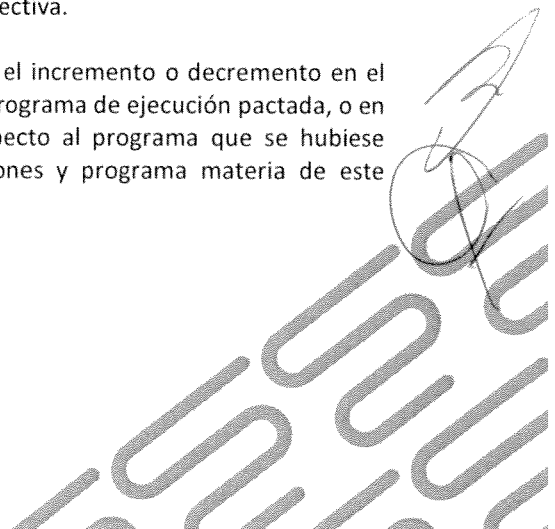 ectiva.
el incremento o decremento en el
rograma de ejecución pactada, o en
pecto al programa que se hubiese
ones y programa materia de este